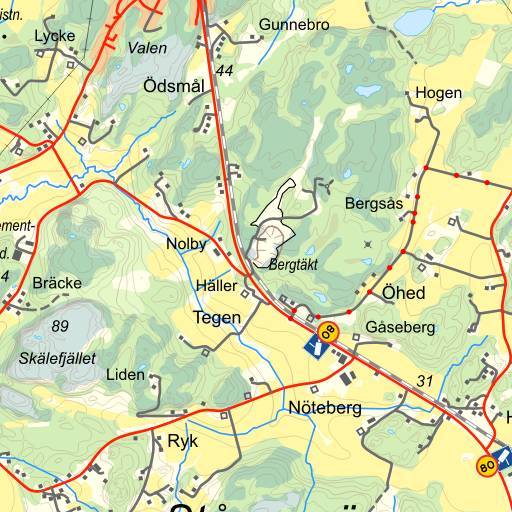 Gunnebro
Lycke
Valen
44
Ödsmål
Hogen
Bergsås
Nolby
Bergtäkt
Bräcke
Häller
Öhed
Tegen
80
Gåseberg
89
Skälefjället
Liden
31
Nöteberg
Ryk
80